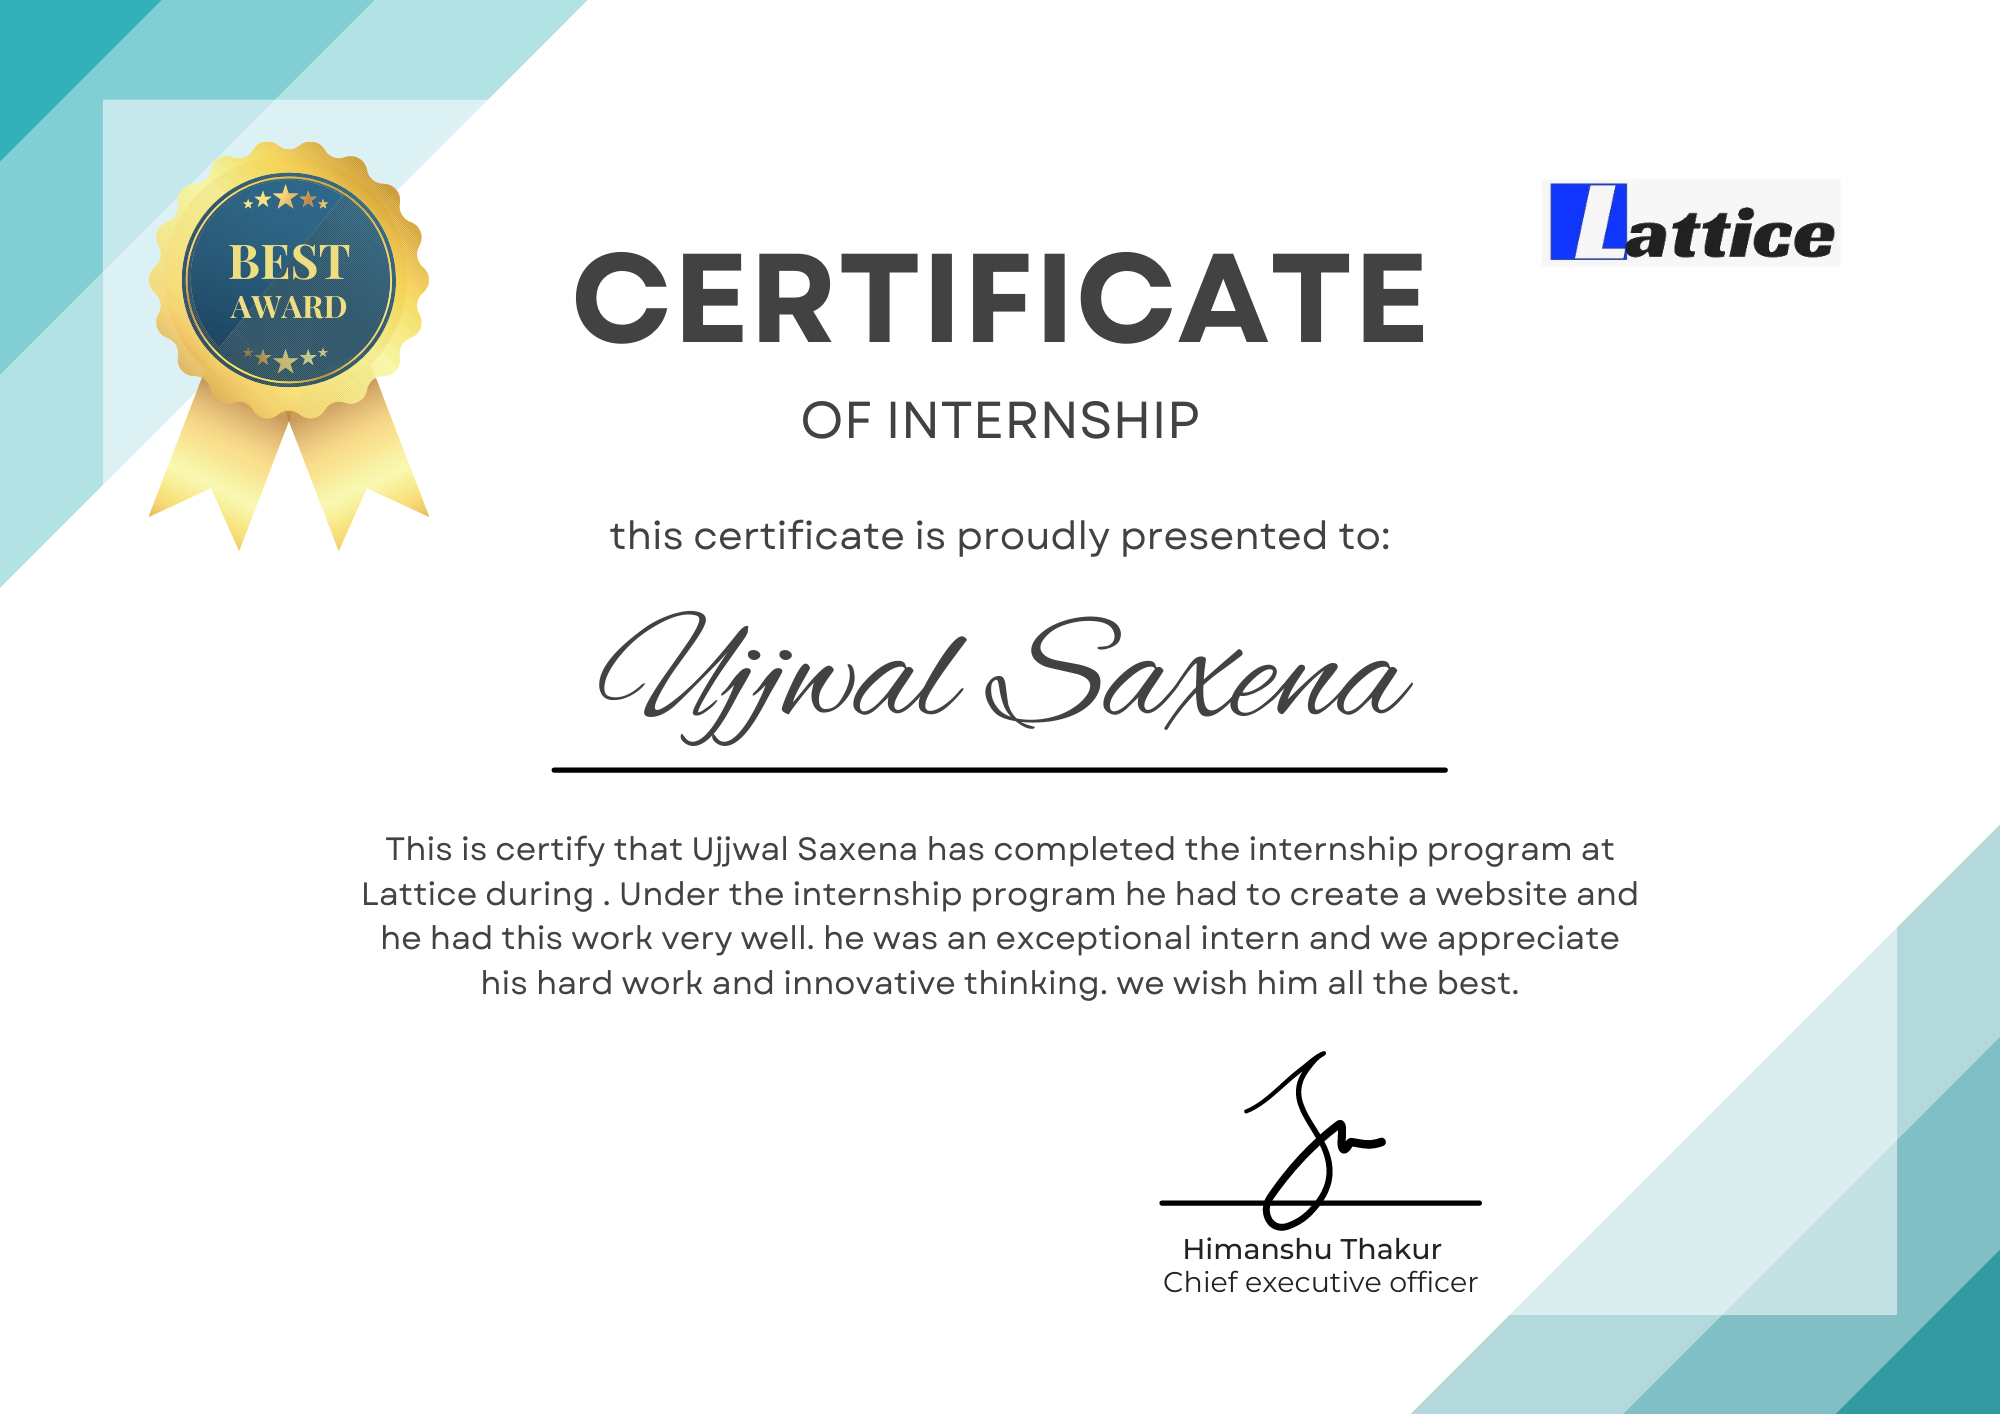 BEST
AWARD
Lattice
CERTIFICATE
OF INTERNSHIP
this certificate is proudly presented to:
Ujjwal Saxena
This is certify that Ujjwal Saxena has completed the internship program at
Lattice during . Under the internship program he had to create a website and
he had this work very well. he was an exceptional intern and we appreciate
his hard work and innovative thinking. we wish him all the best.
Himanshu Thakur
Chief executive officer